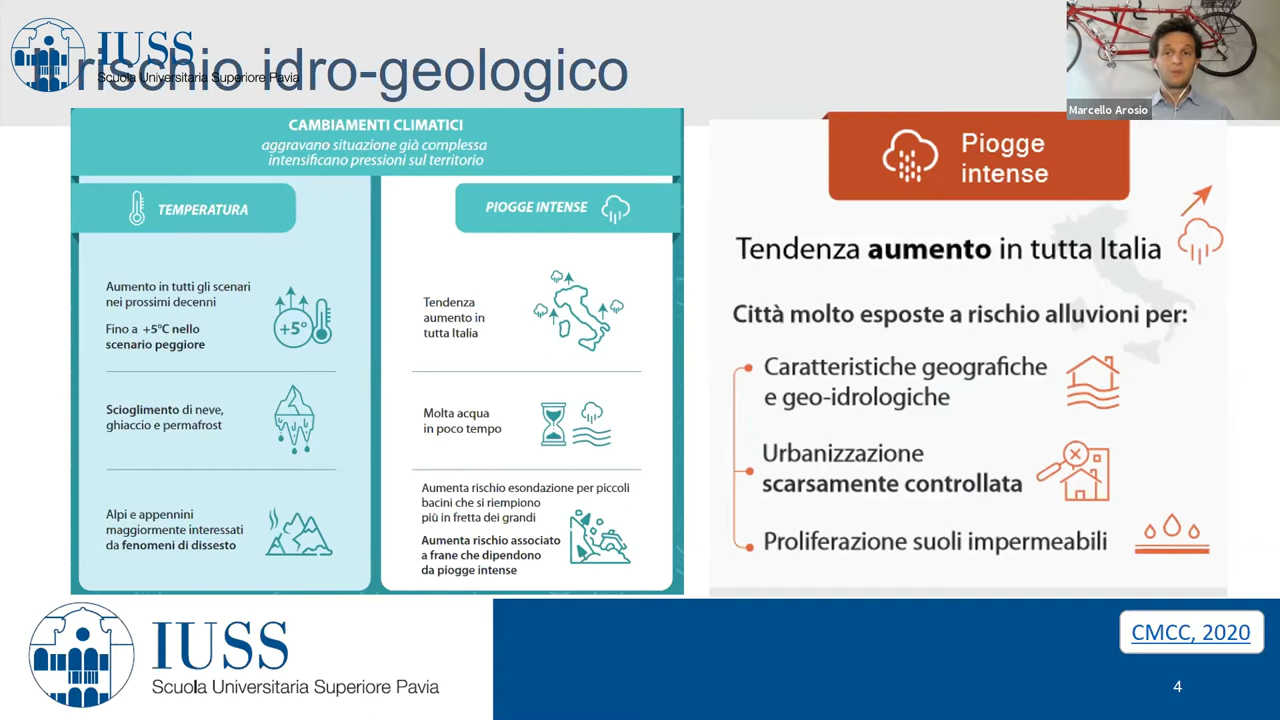 IUSS
Scuola Universitaria Superiore Pavia
rischio idro-geologico
Marcello Arosio
CAMBIAMENTI CLIMATICI
aggravano situazione già complessa
intensificano pressioni sul territorio
TEMPERATURA
Aumento in tutti gli scenari
nei prossimi decenni
Fino a +5°C nello
scenario peggiore
+5°
Scioglimento di neve,
ghiaccio e permafrost
Alpi e appennini
maggiormente interessati
da fenomeni di dissesto
PIOGGE INTENSE
Tendenza
aumento in
tutta Italia
Molta acqua
in poco tempo
Aumenta rischio esondazione per piccoli
bacini che si riempiono
più in fretta dei grandi
Aumenta rischio associato
a frane che dipendono
da piogge intense
Piogge
intense
Tendenza aumento in tutta Italia
Città molto esposte a rischio alluvioni per:
Caratteristiche geografiche
e geo-idrologiche
Urbanizzazione
scarsamente controllata
Proliferazione suoli impermeabili
IUSS
Scuola Universitaria Superiore Pavia
CMCC, 2020
4